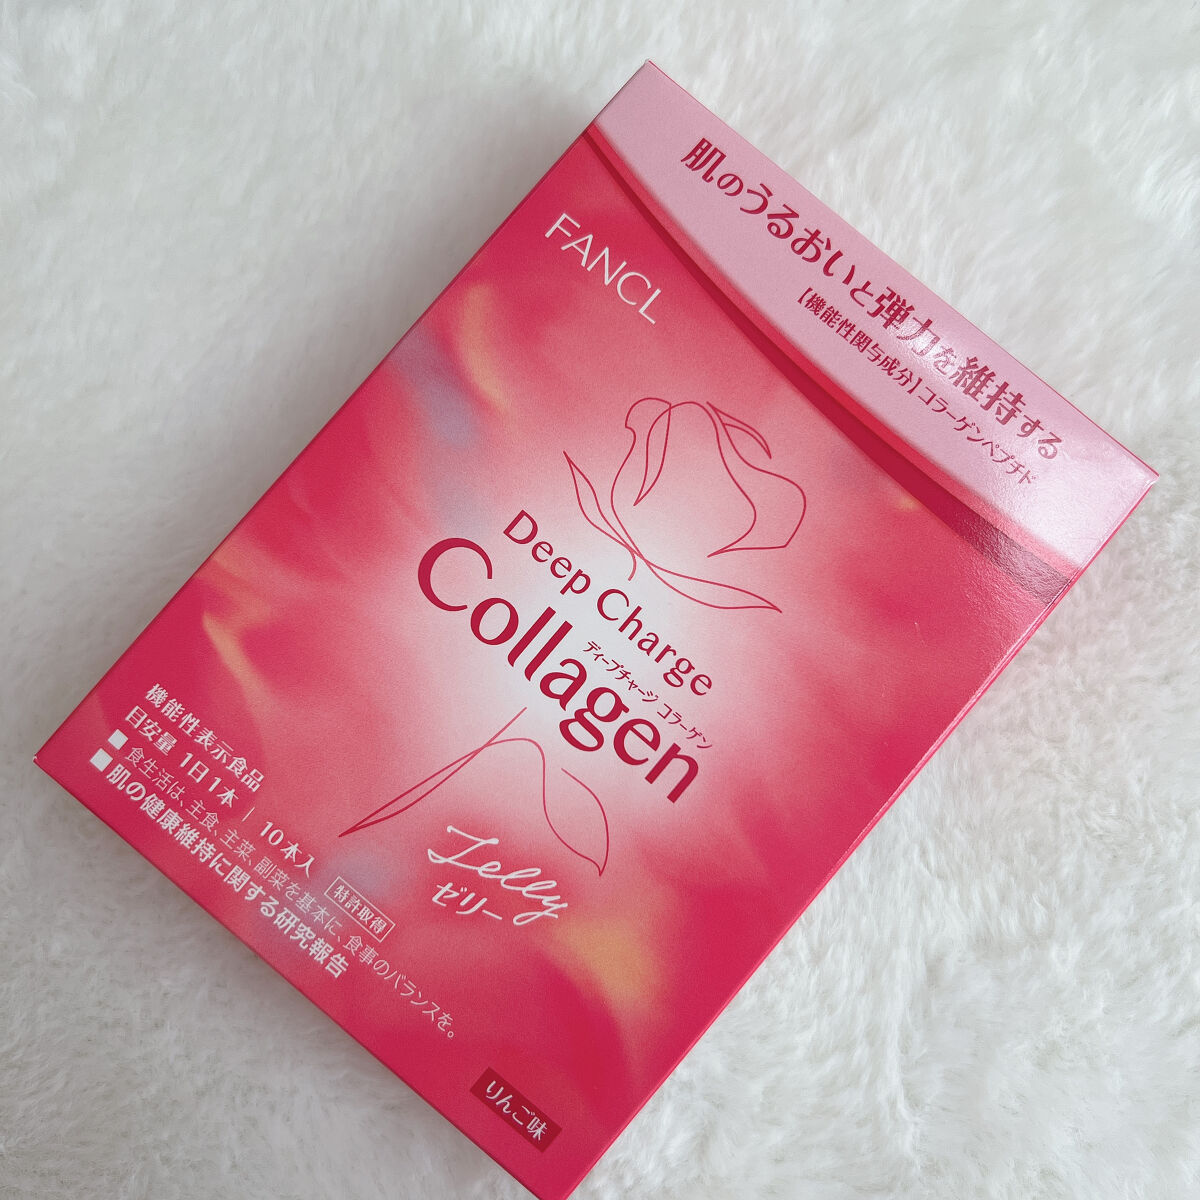 肌のうるおいと弾力を維持する
【機能性関与成分】コラーゲンペプチド
FANCL
Deep Charge
Collagen
ディープチャージ コラーゲン
Jelly
ゼリー
機能性表示食品
目安量 1日1本 | 10本入
■食生活は、主食、主菜、副菜を基本に、食事のバランスを。
■肌の健康維持に関する研究報告
特許取得
りんご味